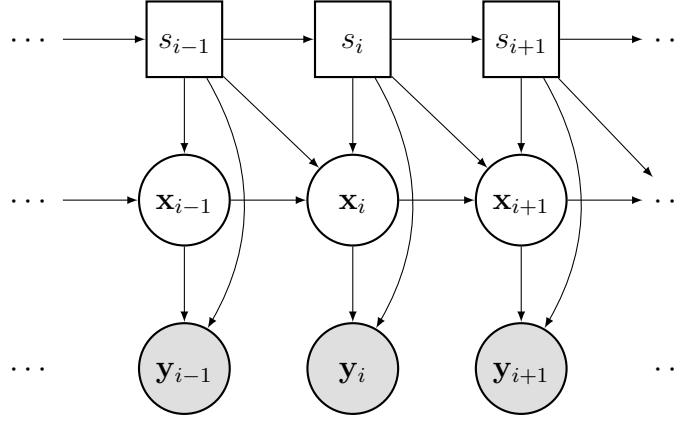 ··· s_{i−1} s_i s_{i+1} ··
··· x_{i−1} x_i x_{i+1} ··
··· y_{i−1} y_i y_{i+1} ··